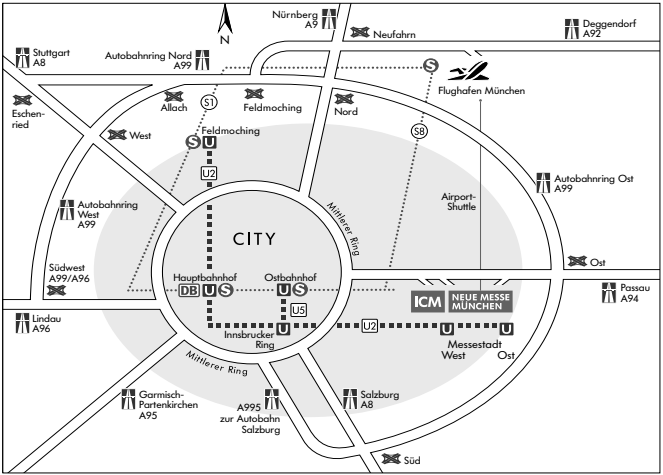 Nürnberg
A9
N
Neufahrn
Deggendorf
A92
Stuttgart
A8
Autobahnring Nord
A99
S
Flughafen München
Eschen-
ried
Allach
Feldmoching
Nord
S1
S8
West
Feldmoching
S U
U2
Autobahnring Ost
A99
Autobahnring
West
A99
Airport-
Shuttle
Mittlerer Ring
CITY
Südwest
A99/A96
Hauptbahnhof
DB U S
Ostbahnhof
U S
Ost
Passau
A94
ICM
NEUE MESSE
MÜNCHEN
U5
Lindau
A96
Innsbrucker
Ring
U
U2
U
U
Messestadt
West Ost
Mittlerer Ring
Garmisch-
Partenkirchen
A95
A995
zur Autobahn
Salzburg
Salzburg
A8
Süd